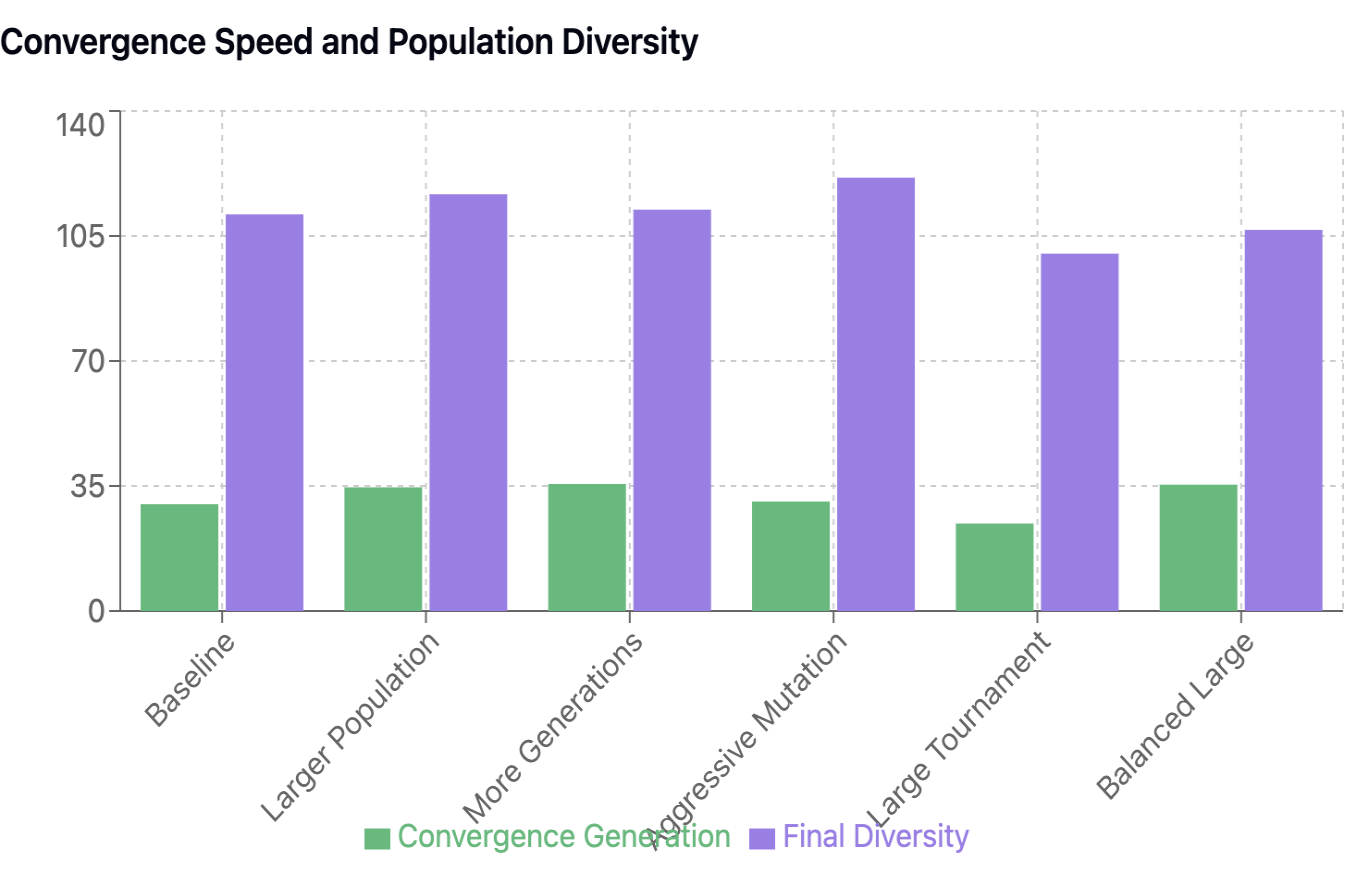 Convergence Speed and Population Diversity
140
105
70
35
0
Baseline
Larger Population
More Generations
Aggressive Mutation
Large Tournament
Balanced Large
Convergence Generation
Final Diversity